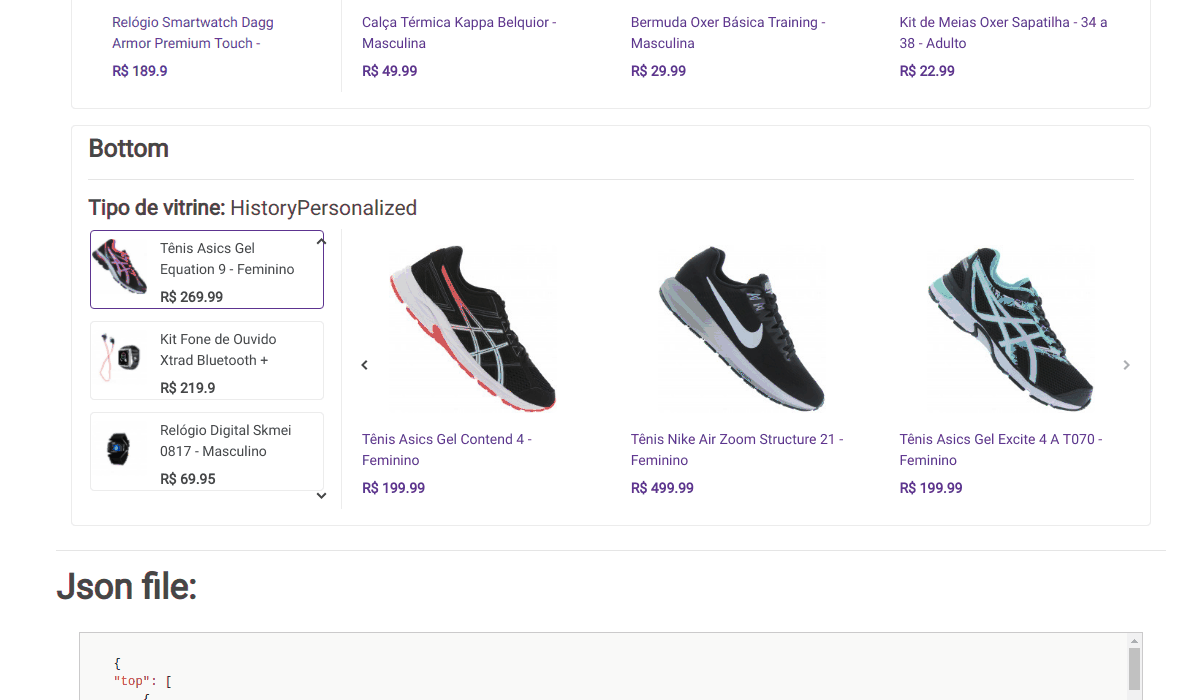 Relógio Smartwatch Dagg
Armor Premium Touch -
R$ 189.9
Calça Térmica Kappa Belquior -
Masculina
R$ 49.99
Bermuda Oxer Básica Training -
Masculina
R$ 29.99
Kit de Meias Oxer Sapatilha - 34 a
38 - Adulto
R$ 22.99
Bottom
Tipo de vitrine: HistoryPersonalized
Tênis Asics Gel
Equation 9 - Feminino
R$ 269.99
Kit Fone de Ouvido
Xtrad Bluetooth +
R$ 219.9
Relógio Digital Skmei
0817 - Masculino
R$ 69.95
Tênis Asics Gel Contend 4 -
Feminino
R$ 199.99
Tênis Nike Air Zoom Structure 21 -
Feminino
R$ 499.99
Tênis Asics Gel Excite 4 A T070 -
Feminino
R$ 199.99
Json file:
{
"top": [
{